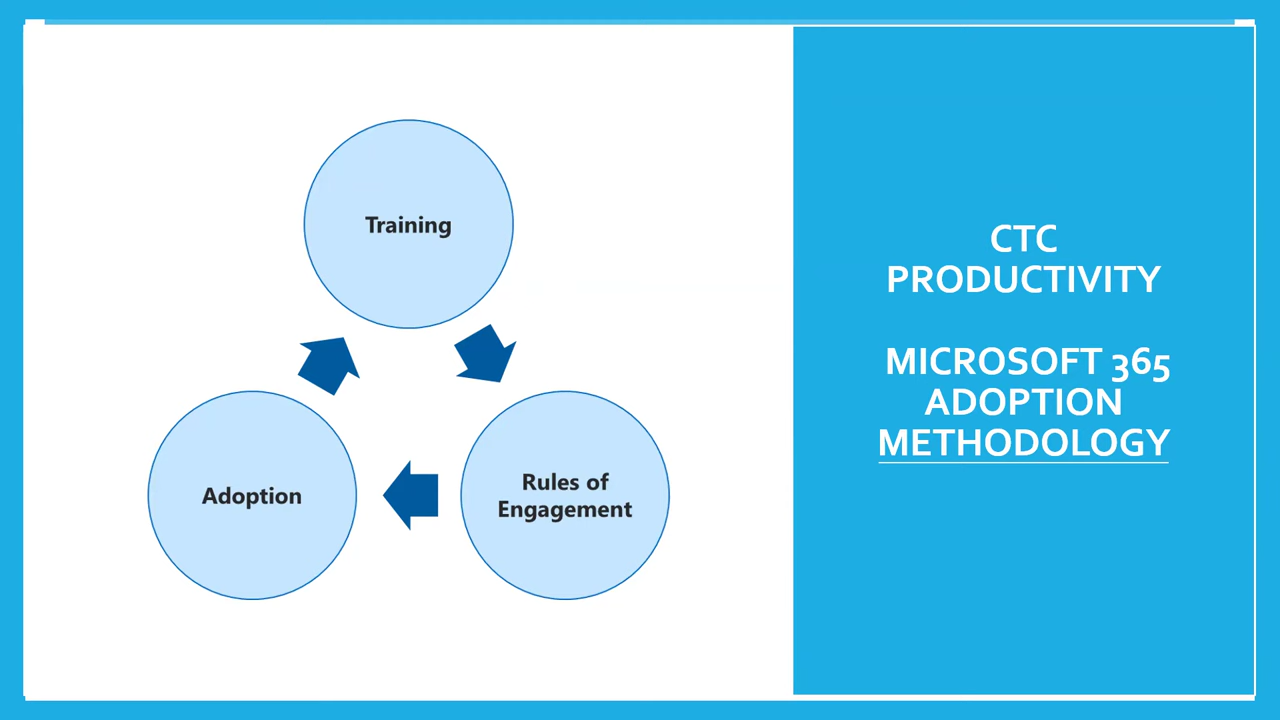 Training
Rules of
Engagement
Adoption
CTC
PRODUCTIVITY
MICROSOFT 365
ADOPTION
METHODOLOGY